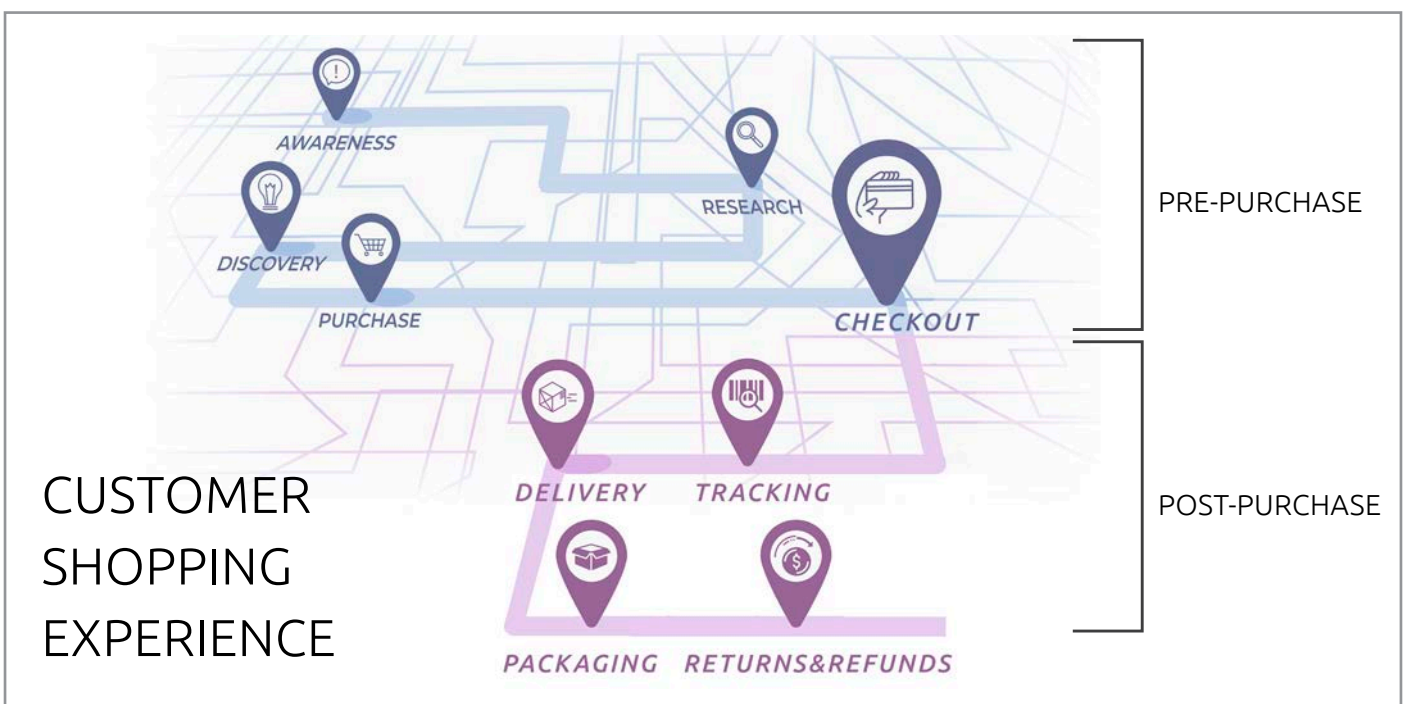 AWARENESS
RESEARCH
PRE-PURCHASE
DISCOVERY
PURCHASE
CHECKOUT
DELIVERY
TRACKING
CUSTOMER
SHOPPING
EXPERIENCE
POST-PURCHASE
PACKAGING
RETURNS&REFUNDS